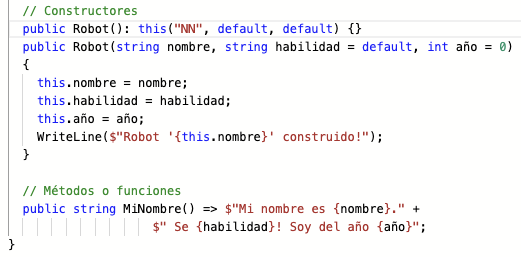 // Constructores
public Robot(): this("NN", default, default) {}
public Robot(string nombre, string habilidad = default, int año = 0)
{
this.nombre = nombre;
this.habilidad = habilidad;
this.año = año;
WriteLine($"Robot '{this.nombre}' construido!");
}
// Métodos o funciones
public string MiNombre() => $"Mi nombre es {nombre}." +
$" Se {habilidad}! Soy del año {año}";
}